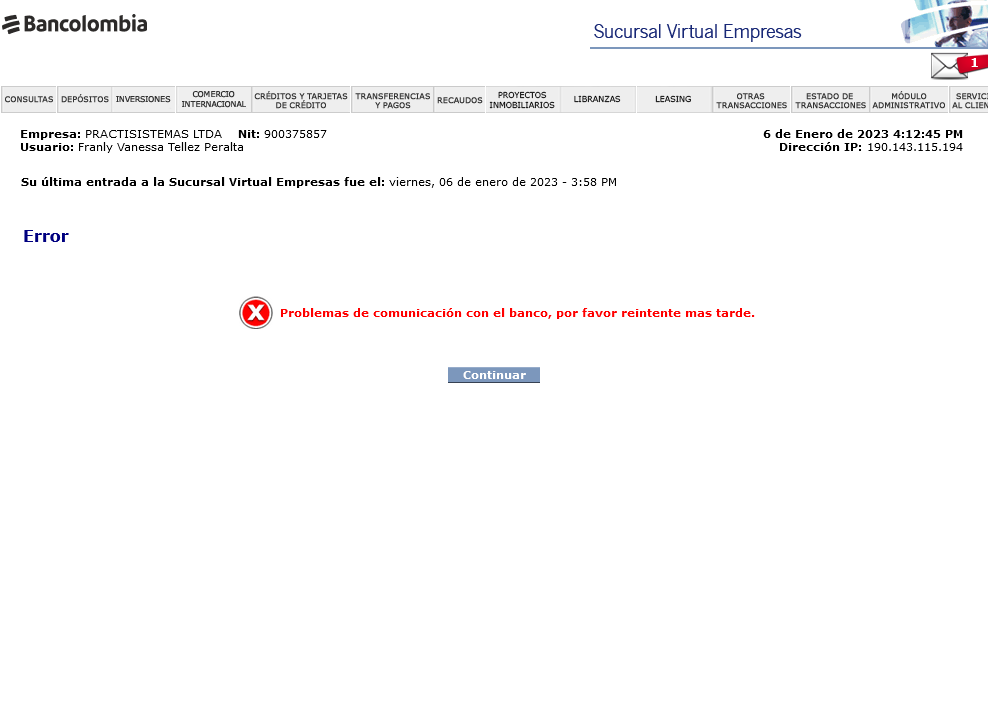 Bancolombia
Sucursal Virtual Empresas
1
CONSULTAS DEPÓSITOS INVERSIONES COMERCIO INTERNACIONAL CRÉDITOS Y TARJETAS DE CRÉDITO TRANSFERENCIAS Y PAGOS RECAUDOS PROYECTOS INMOBILIARIOS LIBRANZAS LEASING OTRAS TRANSACCIONES ESTADO DE TRANSACCIONES MÓDULO ADMINISTRATIVO SERVICI AL CLIEN
Empresa: PRACTISISTEMAS LTDA Nit: 900375857 6 de Enero de 2023 4:12:45 PM
Usuario: Franly Vanessa Tellez Peralta Dirección IP: 190.143.115.194
Su última entrada a la Sucursal Virtual Empresas fue el: viernes, 06 de enero de 2023 - 3:58 PM
Error
Problemas de comunicación con el banco, por favor reintente mas tarde.
Continuar